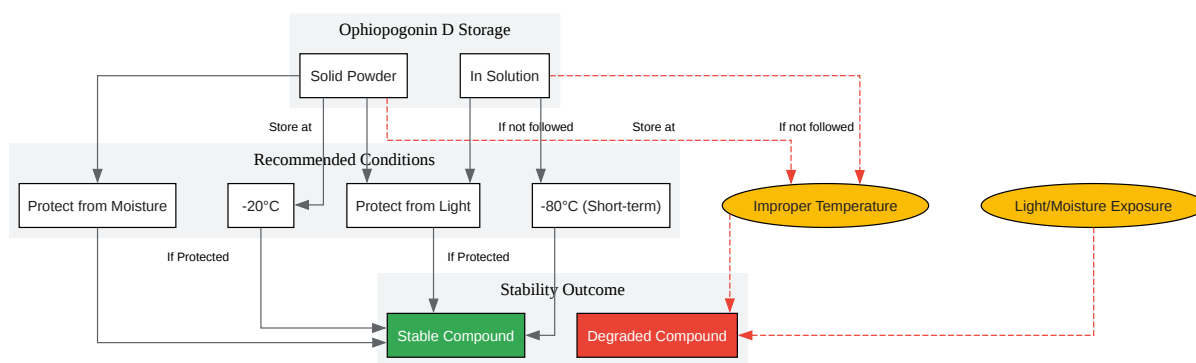 Ophiopogonin D Storage
Solid Powder
In Solution
Store at
If not followed
Store at
If not followed
Recommended Conditions
Protect from Moisture
-20°C
Protect from Light
-80°C (Short-term)
Improper Temperature
Light/Moisture Exposure
If Protected
If Protected
Stability Outcome
Stable Compound
Degraded Compound